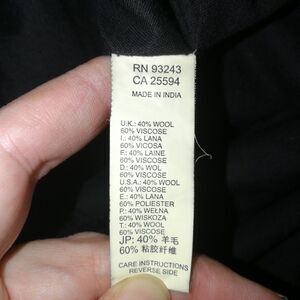 RN 93243
CA 25594
MADE IN INDIA
U.K.: 40% WOOL
60% VISCOSE
I.: 40% LANA
60% VICOSA
F.: 40% LAINE
60% VISCOSE
D.: 40% WOL
60% VISCOSE
U.S.A.: 40% WOOL
60% VISCOSE
E.: 40% LANA
60% POLIESTER
P.: 40% WEŁNA
60% WISKOZA
T.: 40% WOOL
60% VISCOSE
JP: 40% 羊毛
60% 粘胶纤维
CARE INSTRUCTIONS
REVERSE SIDE